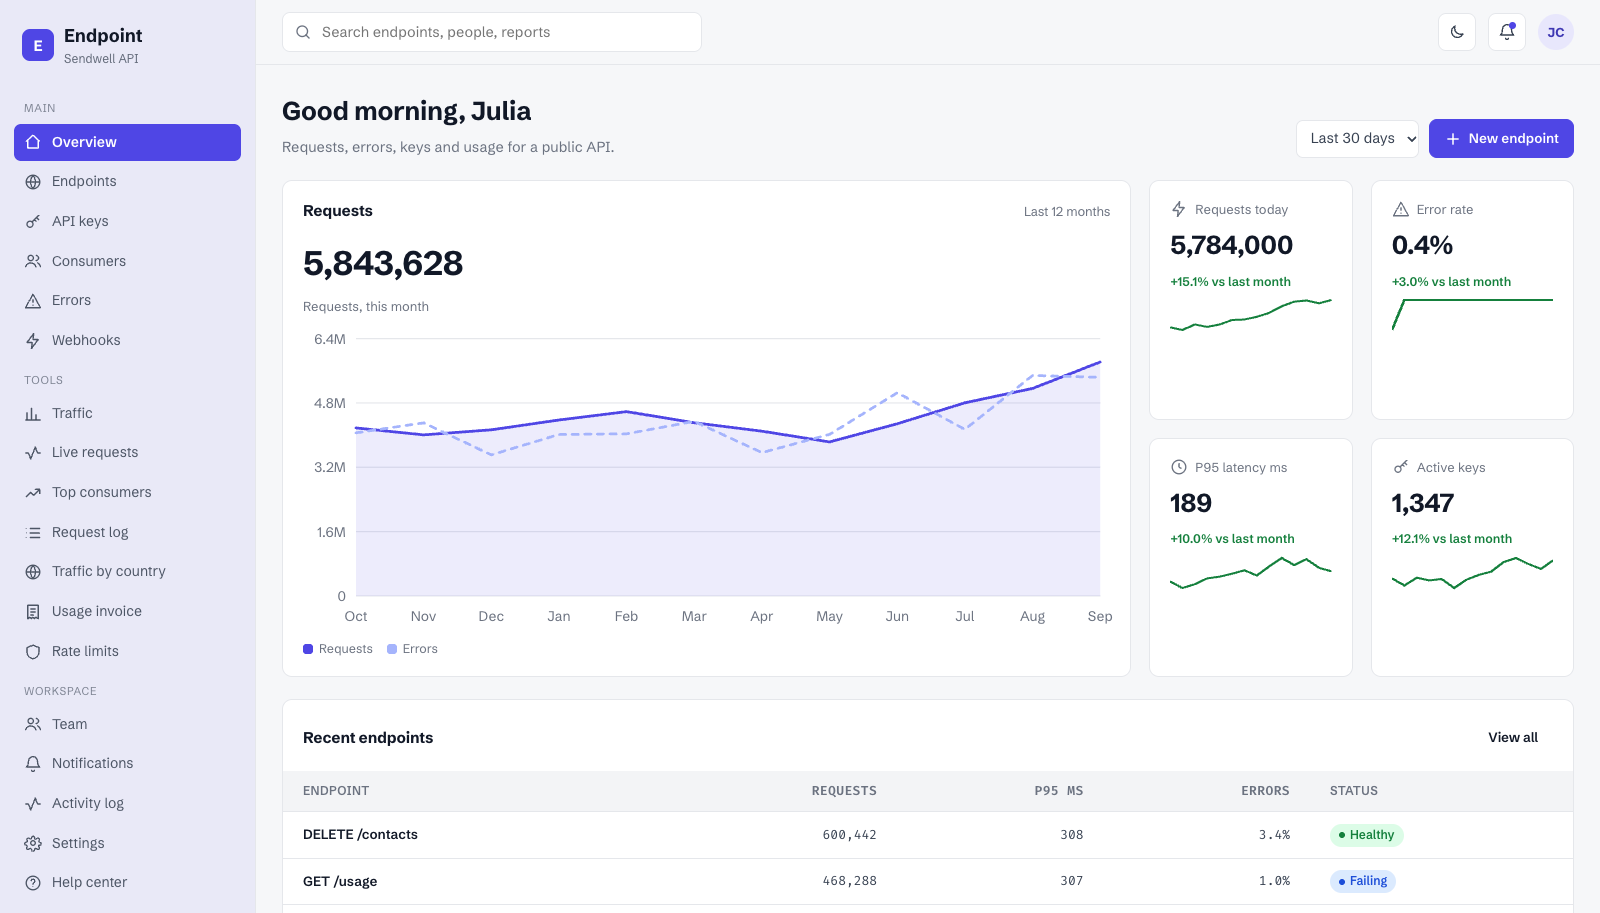 E
Endpoint
Sendwell API
MAIN
Overview
Endpoints
API keys
Consumers
Errors
Webhooks
TOOLS
Traffic
Live requests
Top consumers
Request log
Traffic by country
Usage invoice
Rate limits
WORKSPACE
Team
Notifications
Activity log
Settings
Help center
Search endpoints, people, reports
JC
Good morning, Julia
Requests, errors, keys and usage for a public API.
Last 30 days
New endpoint
Requests
Last 12 months
5,843,628
Requests, this month
6.4M
4.8M
3.2M
1.6M
0
Oct Nov Dec Jan Feb Mar Apr May Jun Jul Aug Sep
Requests Errors
Requests today
5,784,000
+15.1% vs last month
Error rate
0.4%
+3.0% vs last month
P95 latency ms
189
+10.0% vs last month
Active keys
1,347
+12.1% vs last month
Recent endpoints
View all
ENDPOINT REQUESTS P95 MS ERRORS STATUS
DELETE /contacts 600,442 308 3.4% Healthy
GET /usage 468,288 307 1.0% Failing